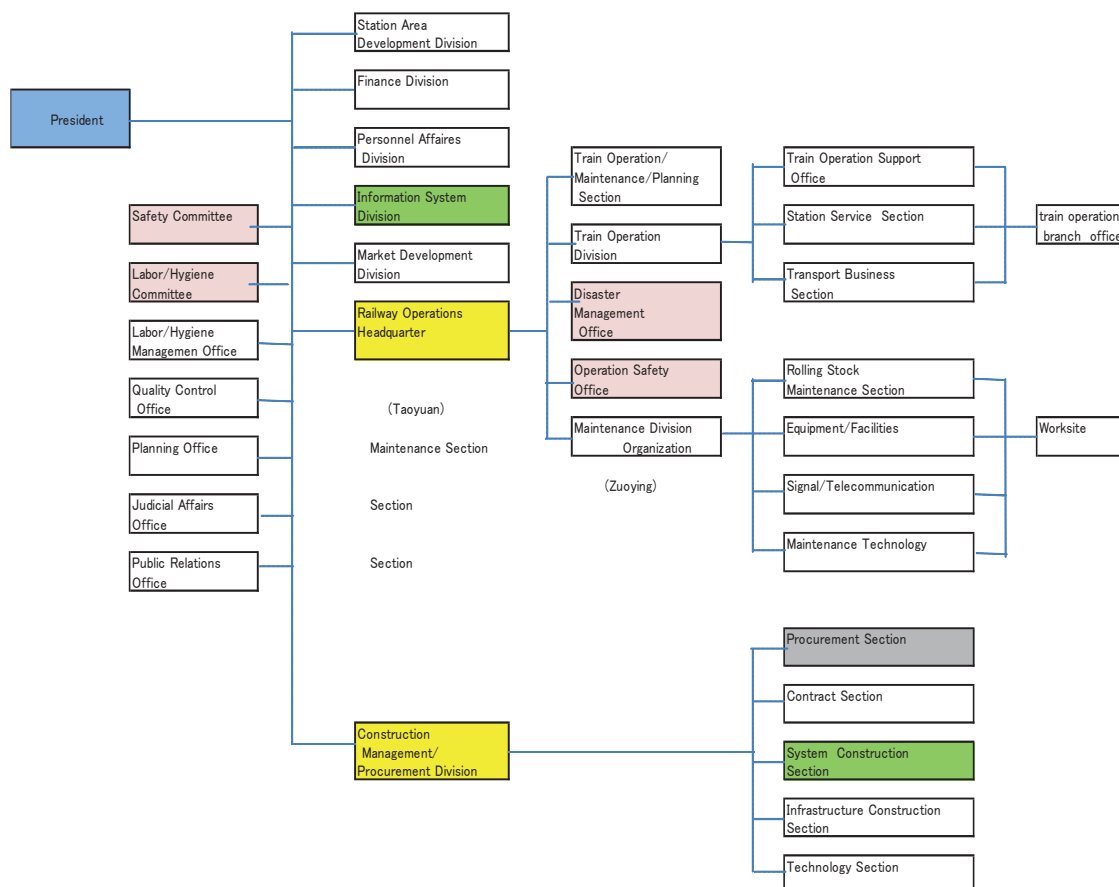 President
Station Area
Development Division
Finance Division
Personnel Affaires
Division
Information System
Division
Market Development
Division
Railway Operations
Headquarter
(Taoyuan)
Maintenance Section
Section
Section
Construction
Management/
Procurement Division
Safety Committee
Labor/Hygiene
Committee
Labor/Hygiene
Managemen Office
Quality Control
Office
Planning Office
Judicial Affairs
Office
Public Relations
Office
Train Operation/
Maintenance/Planning
Section
Train Operation
Division
Disaster
Management
Office
Operation Safety
Office
Maintenance Division
Organization
(Zuoying)
Train Operation Support
Office
Station Service Section
Transport Business
Section
train operation
branch office
Rolling Stock
Maintenance Section
Equipment/Facilities
Signal/Telecommunication
Maintenance Technology
Worksite
Procurement Section
Contract Section
System Construction
Section
Infrastructure Construction
Section
Technology Section